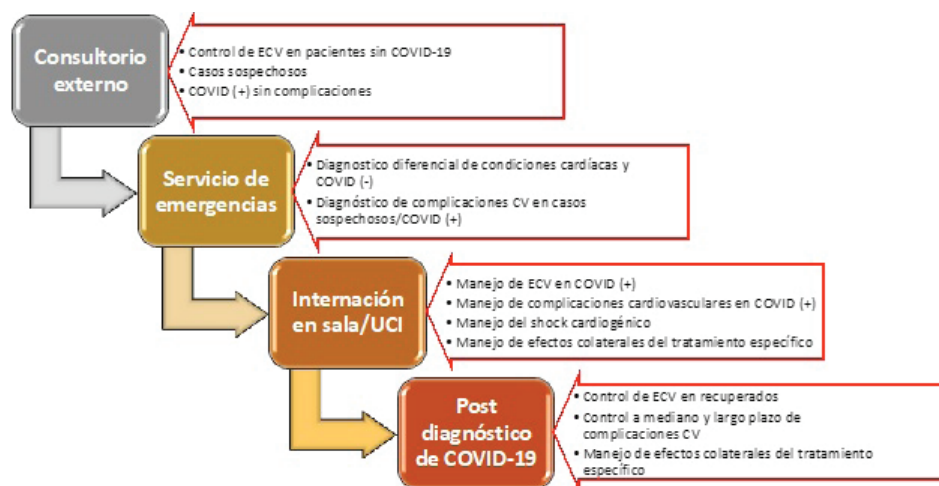 Consultorio
externo
• Control de ECV en pacientes sin COVID-19
• Casos sospechosos
• COVID (+) sin complicaciones
Servicio de
emergencias
• Diagnostico diferencial de condiciones cardíacas y
COVID (-)
• Diagnóstico de complicaciones CV en casos
sospechosos/COVID (+)
Internación
en sala/UCI
• Manejo de ECV en COVID (+)
• Manejo de complicaciones cardiovasculares en COVID (+)
• Manejo del shock cardiogénico
• Manejo de efectos colaterales del tratamiento específico
Post
diagnóstico
de COVID-19
• Control de ECV en recuperados
• Control a mediano y largo plazo de
complicaciones CV
• Manejo de efectos colaterales del tratamiento
específico